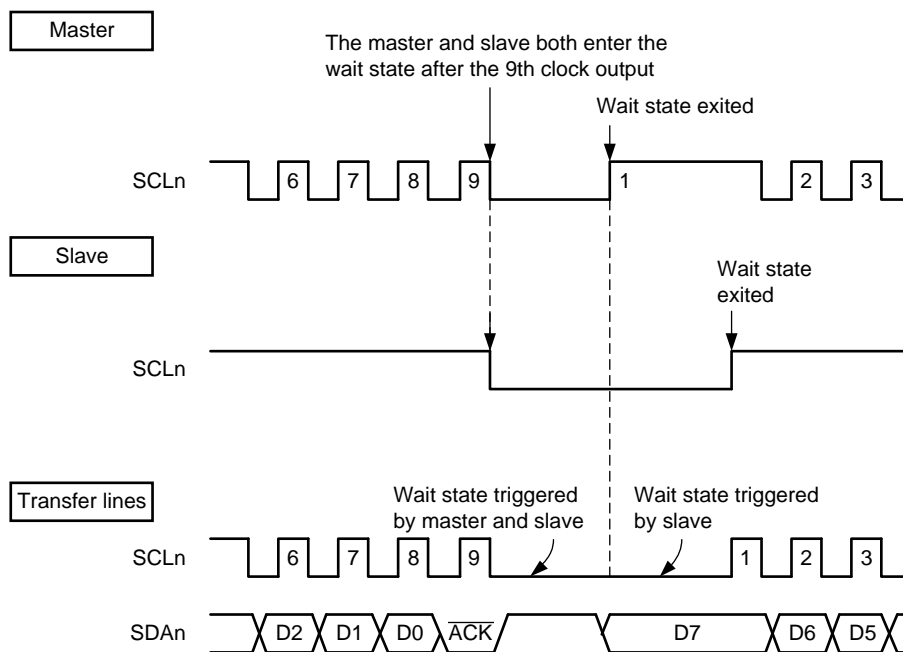 Master
The master and slave both enter the
wait state after the 9th clock output
Wait state exited
SCLn
6 7 8 9 1 2 3
Slave
Wait state
exited
SCLn
Transfer lines
Wait state triggered
by master and slave
Wait state triggered
by slave
SCLn
6 7 8 9 1 2 3
SDAn
D2 D1 D0 A̅C̅K̅ D7 D6 D5